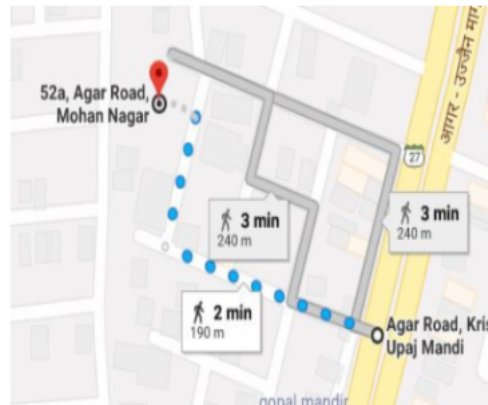 52a, Agar Road,
Mohan Nagar
आगर - उज्जैन मार्ग
27
3 min
240 m
3 min
240 m
2 min
190 m
Agar Road, Kris
Upaj Mandi
gopal mandir